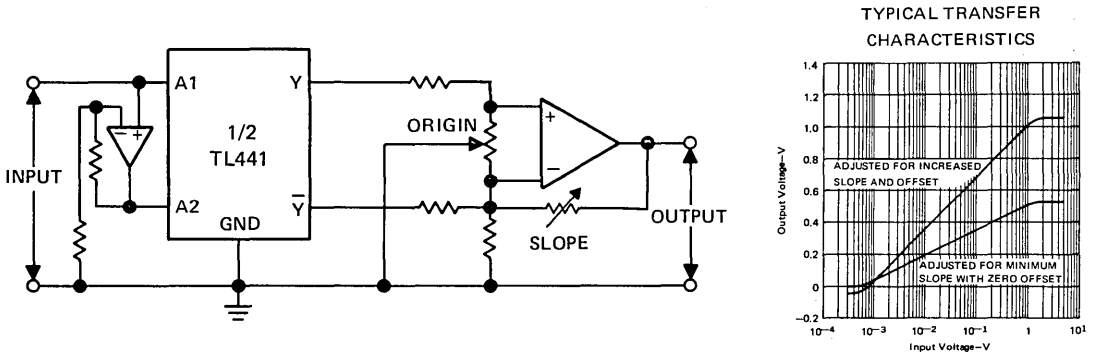 TYPICAL TRANSFER
CHARACTERISTICS
INPUT
A1
A2
− +
1/2
TL441
GND
Y
Y̅
ORIGIN
+
−
SLOPE
OUTPUT
Output Voltage–V
1.4
1.2
1.0
0.8
0.6
0.4
0.2
0
−0.2
ADJUSTED FOR INCREASED
SLOPE AND OFFSET
ADJUSTED FOR MINIMUM
SLOPE WITH ZERO OFFSET
10⁻⁴ 10⁻³ 10⁻² 10⁻¹ 1 10¹
Input Voltage–V